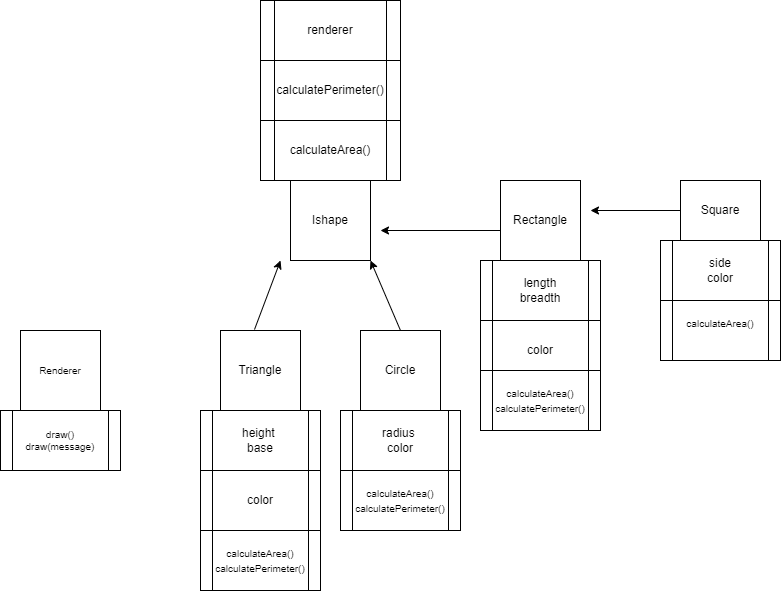 renderer
calculatePerimeter()
calculateArea()
Ishape
Rectangle
length
breadth
color
calculateArea()
calculatePerimeter()
Square
side
color
calculateArea()
Renderer
draw()
draw(message)
Triangle
height
base
color
calculateArea()
calculatePerimeter()
Circle
radius
color
calculateArea()
calculatePerimeter()